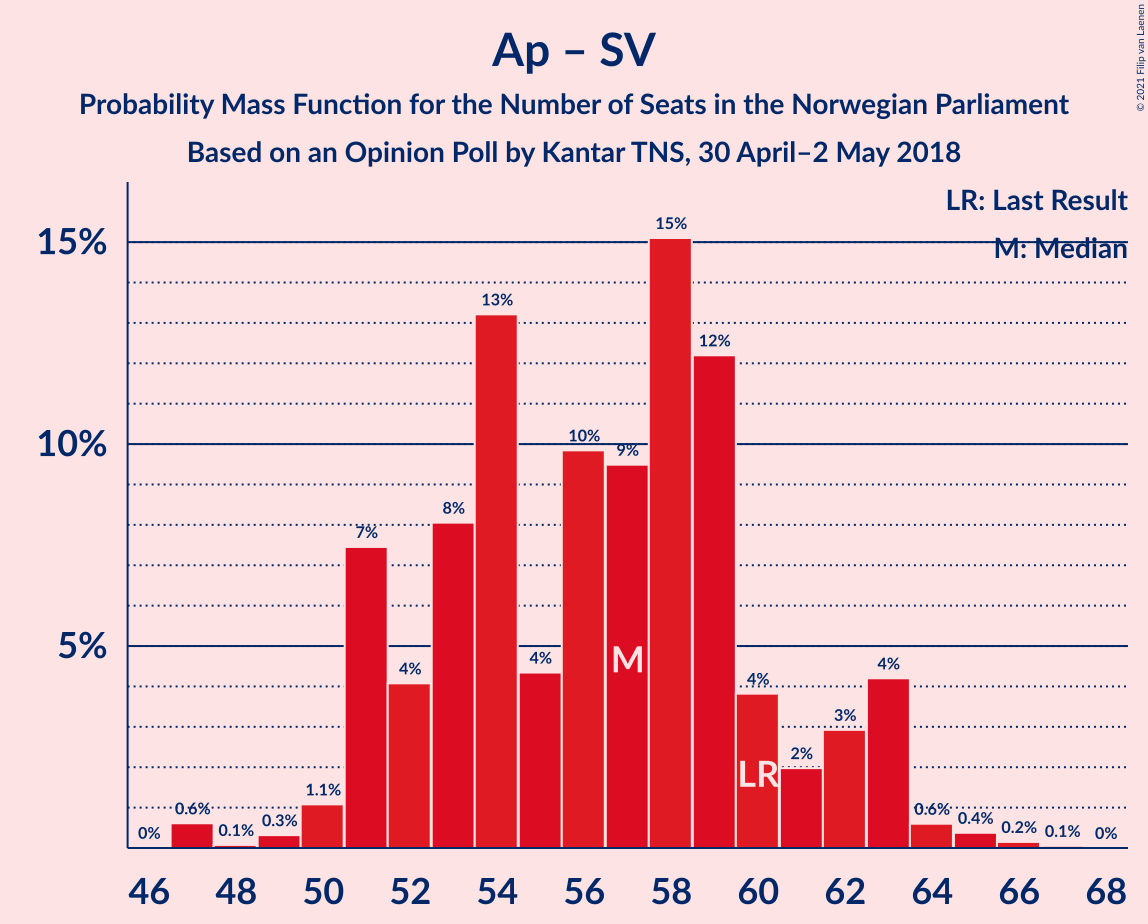 Ap – SV
Probability Mass Function for the Number of Seats in the Norwegian Parliament
Based on an Opinion Poll by Kantar TNS, 30 April–2 May 2018
© 2021 Filip van Laenen
LR: Last Result
M: Median
15%
10%
5%
0%
0.6%
0.1%
0.3%
1.1%
7%
4%
8%
13%
4%
10%
9%
15%
12%
4%
2%
3%
4%
0.6%
0.4%
0.2%
0.1%
0%
M
LR
46 48 50 52 54 56 58 60 62 64 66 68